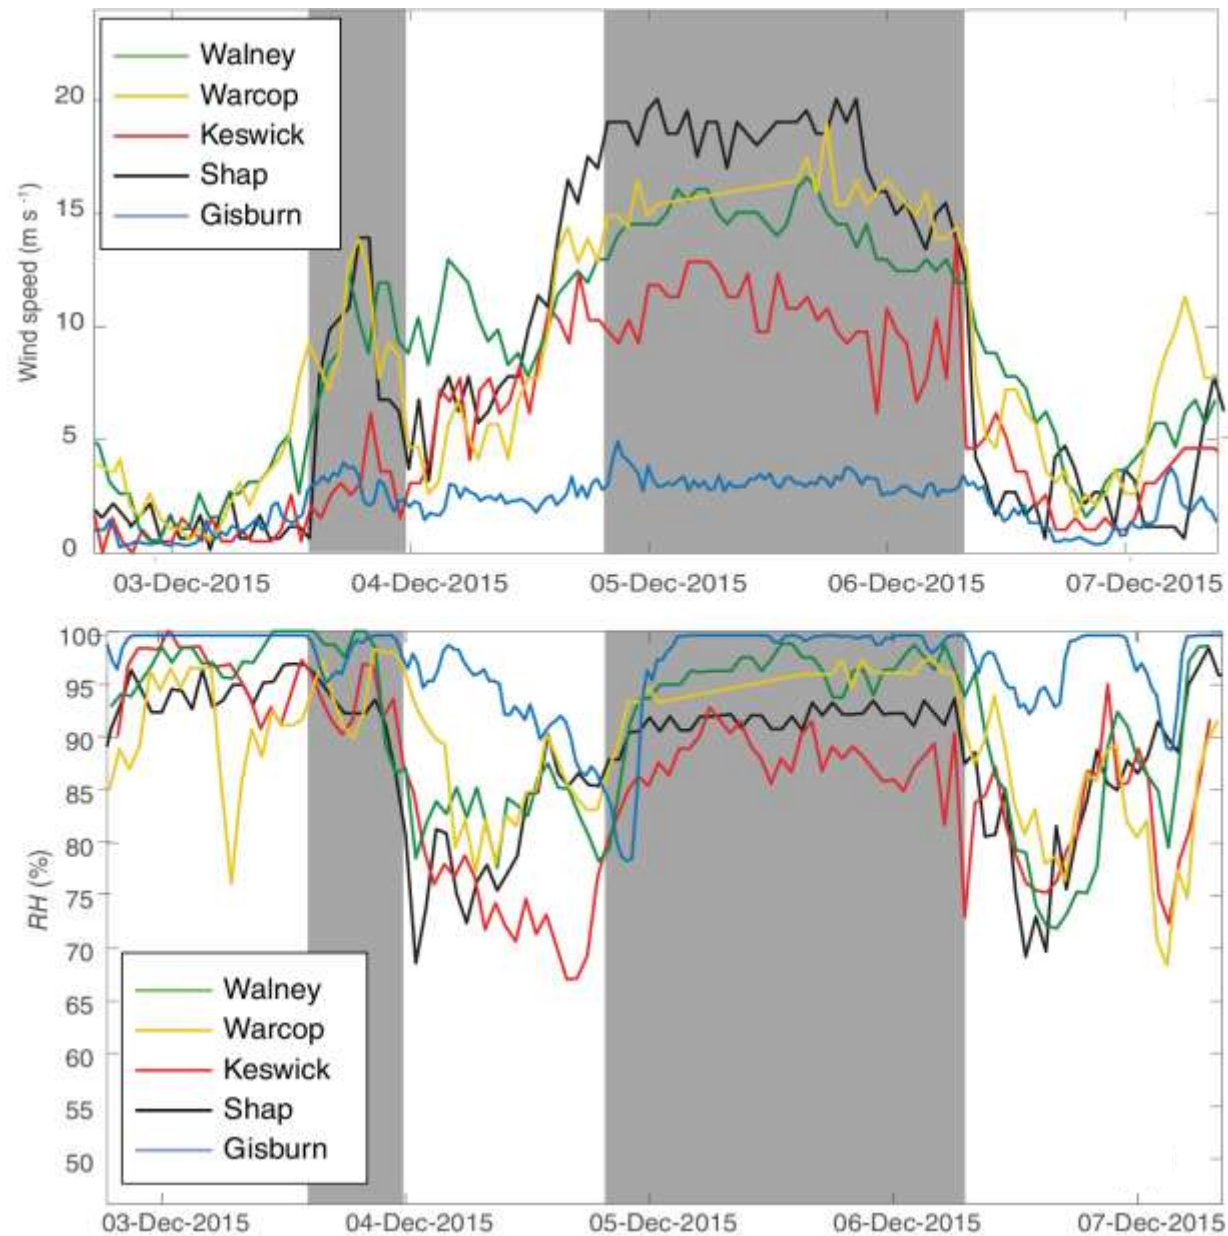 Walney
Warcop
Keswick
Shap
Gisburn
Wind speed (m s⁻¹)
20
15
10
5
0
03-Dec-2015 04-Dec-2015 05-Dec-2015 06-Dec-2015 07-Dec-2015
RH (%)
100
95
90
85
80
75
70
65
60
55
50
Walney
Warcop
Keswick
Shap
Gisburn
03-Dec-2015 04-Dec-2015 05-Dec-2015 06-Dec-2015 07-Dec-2015